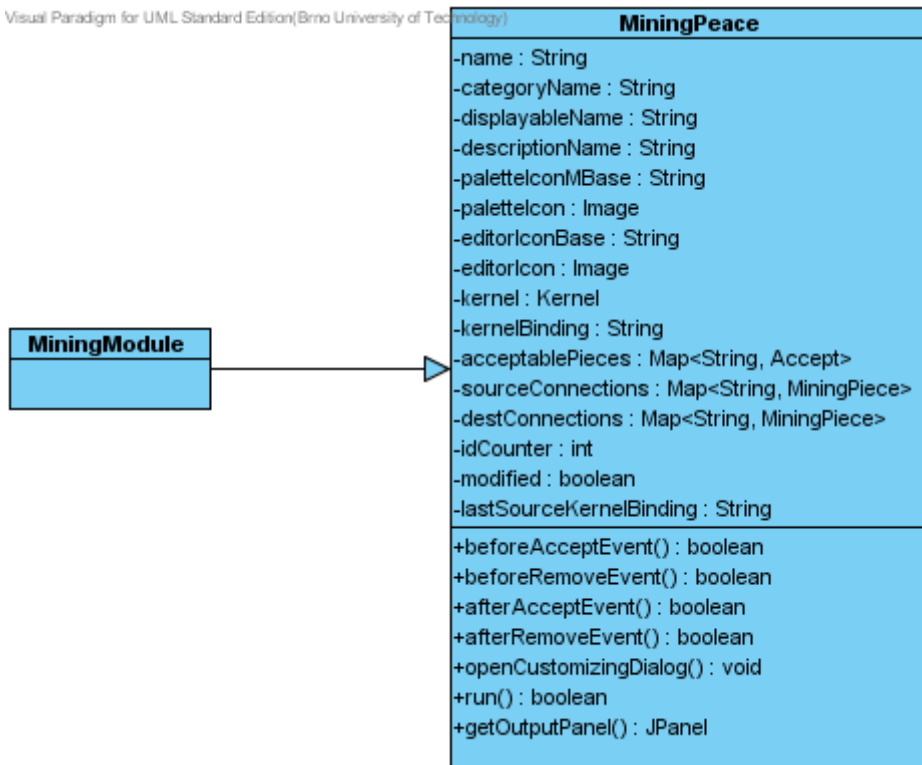 Visual Paradigm for UML Standard Edition(Brno University of Technology)
MiningPeace
-name : String
-categoryName : String
-displayableName : String
-descriptionName : String
-paletteIconMBase : String
-paletteIcon : Image
-editorIconBase : String
-editorIcon : Image
-kernel : Kernel
-kernelBinding : String
-acceptablePieces : Map<String, Accept>
-sourceConnections : Map<String, MiningPiece>
-destConnections : Map<String, MiningPiece>
-idCounter : int
-modified : boolean
-lastSourceKernelBinding : String
+beforeAcceptEvent() : boolean
+beforeRemoveEvent() : boolean
+afterAcceptEvent() : boolean
+afterRemoveEvent() : boolean
+openCustomizingDialog() : void
+run() : boolean
+getOutputPanel() : JPanel
MiningModule